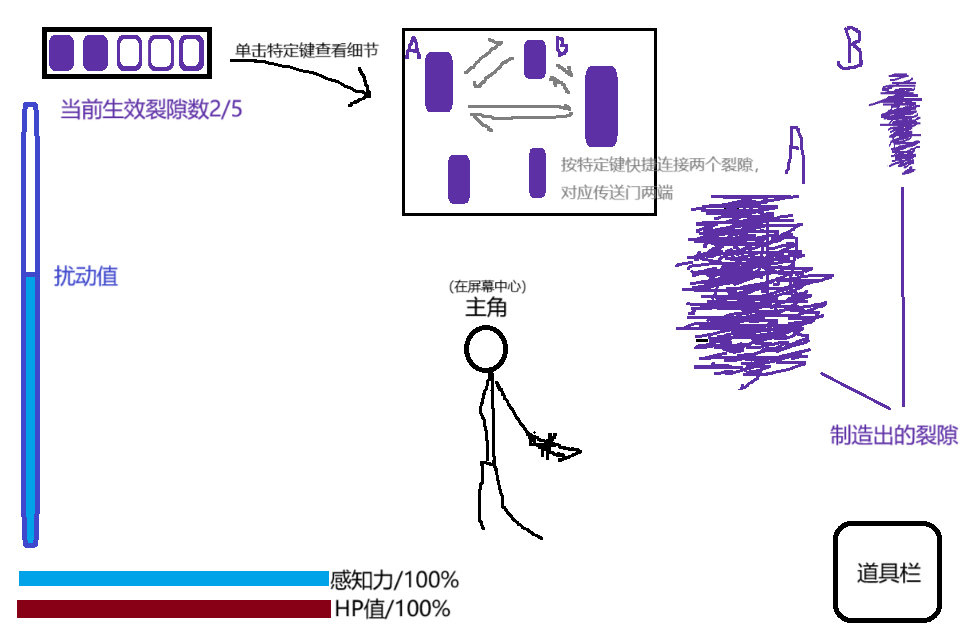 单击特定键查看细节
当前生效裂隙数2/5
A
B
按特定键快捷连接两个裂隙，
对应传送门两端
B
A
扰动值
(在屏幕中心)
主角
制造出的裂隙
道具栏
感知力/100%
HP值/100%